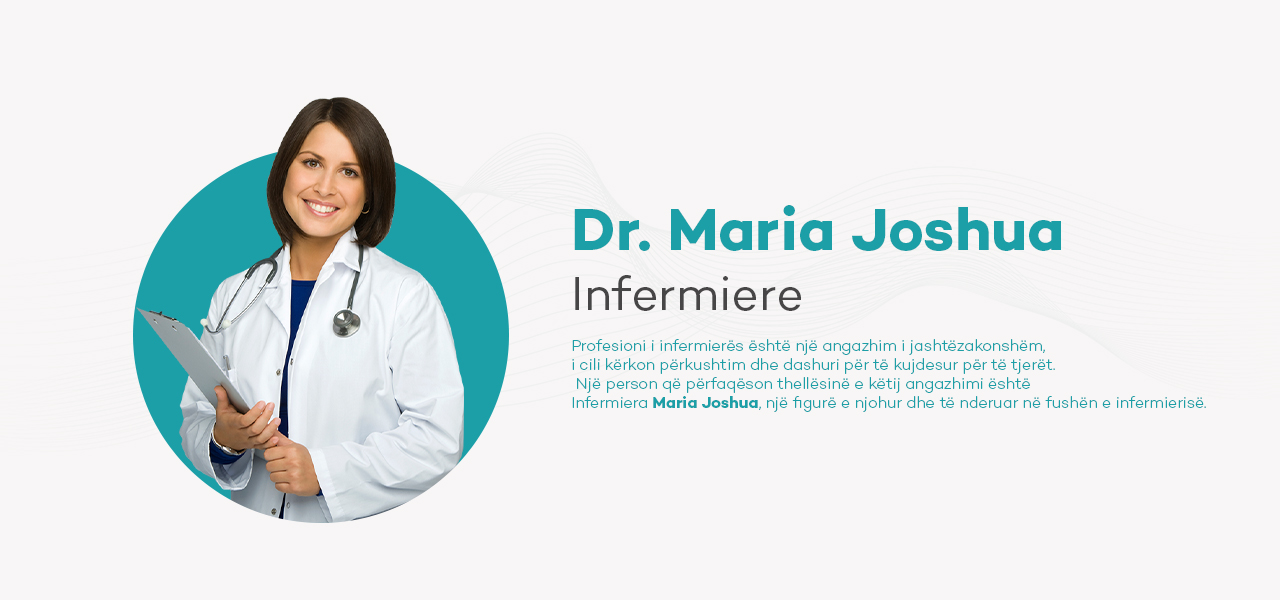 Dr. Maria Joshua
Infermiere
Profesioni i infermierës është një angazhim i jashtëzakonshëm,
i cili kërkon përkushtim dhe dashuri për të kujdesur për të tjerët.
Një person që përfaqëson thellësinë e këtij angazhimi është
Infermiera Maria Joshua, një figurë e njohur dhe të nderuar në fushën e infermierisë.